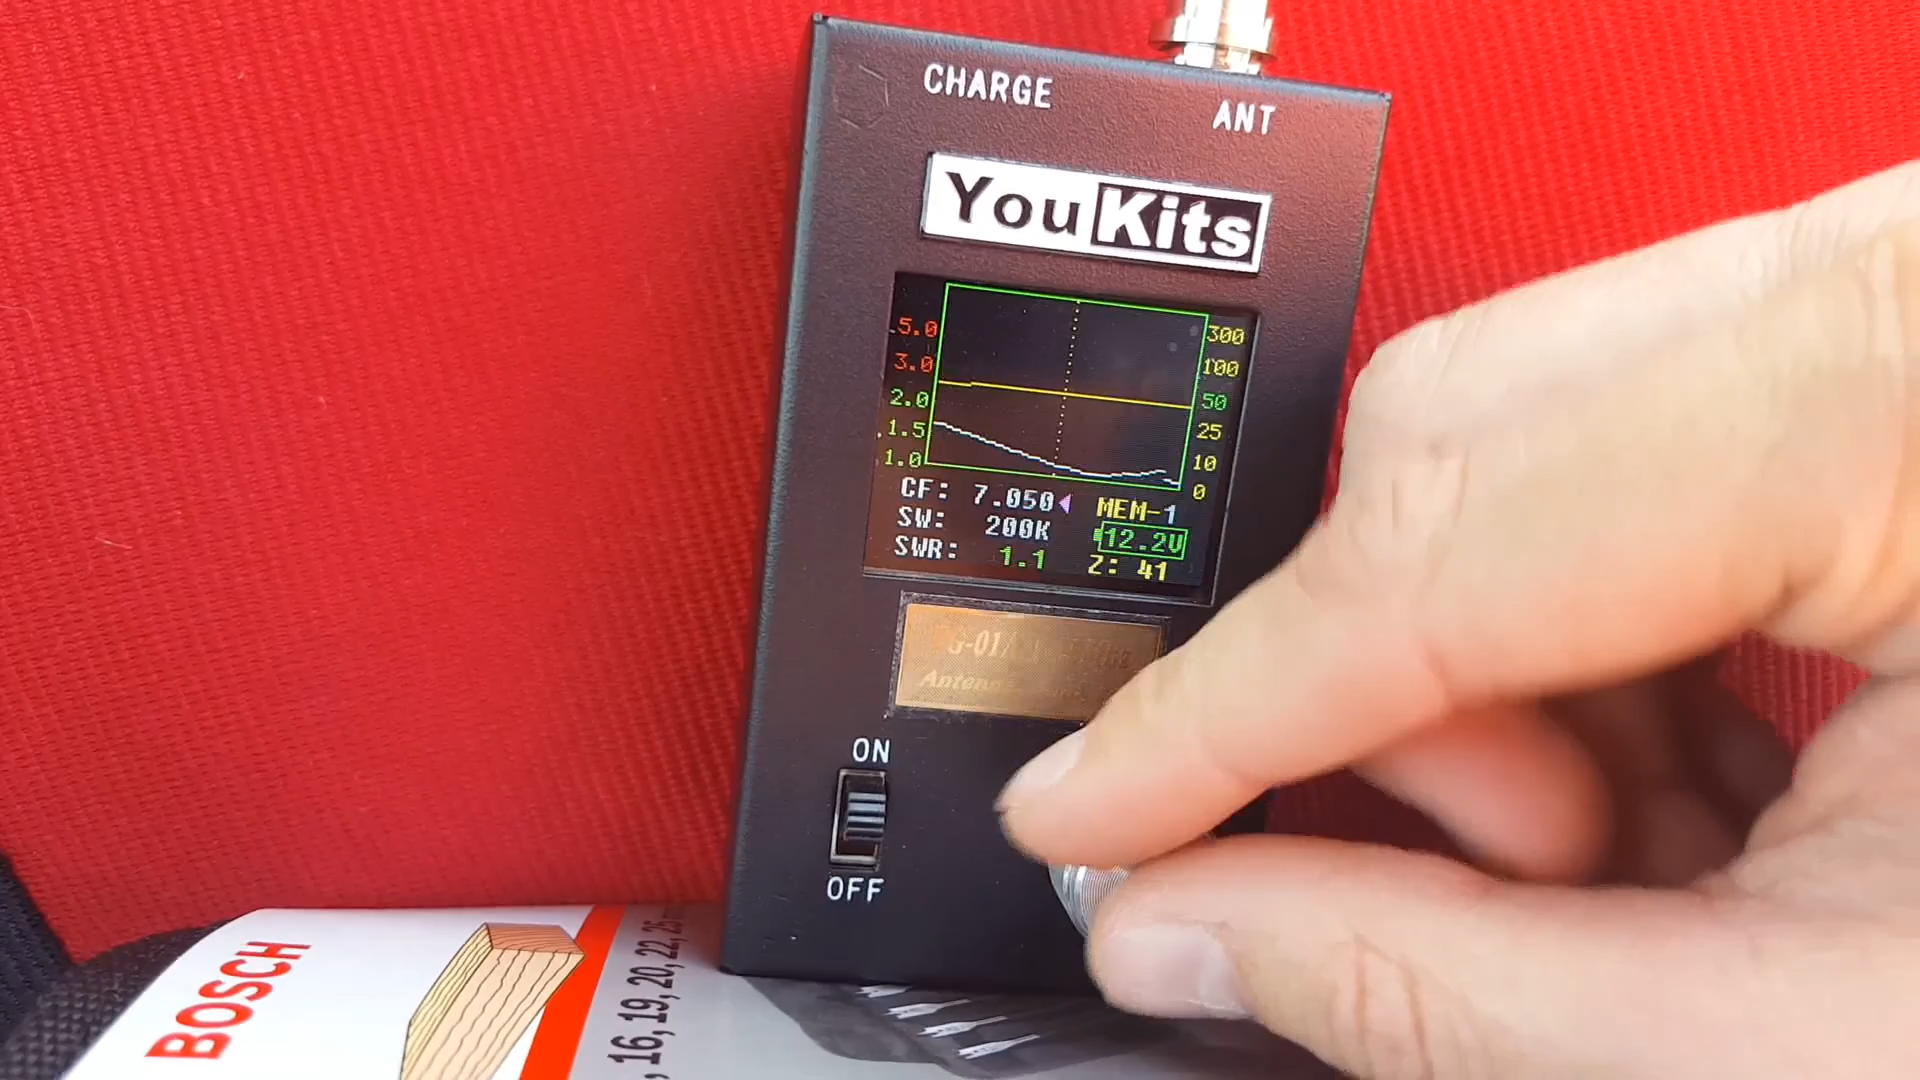 CHARGE
ANT
YouKits
5.0
3.0
2.0
1.5
1.0
300
100
50
25
10
0
CF: 7.050
MEM-1
SW: 200K
12.2V
SWR: 1.1
Z: 41
ON
OFF
BOSCH
16, 19, 20, 22, 25